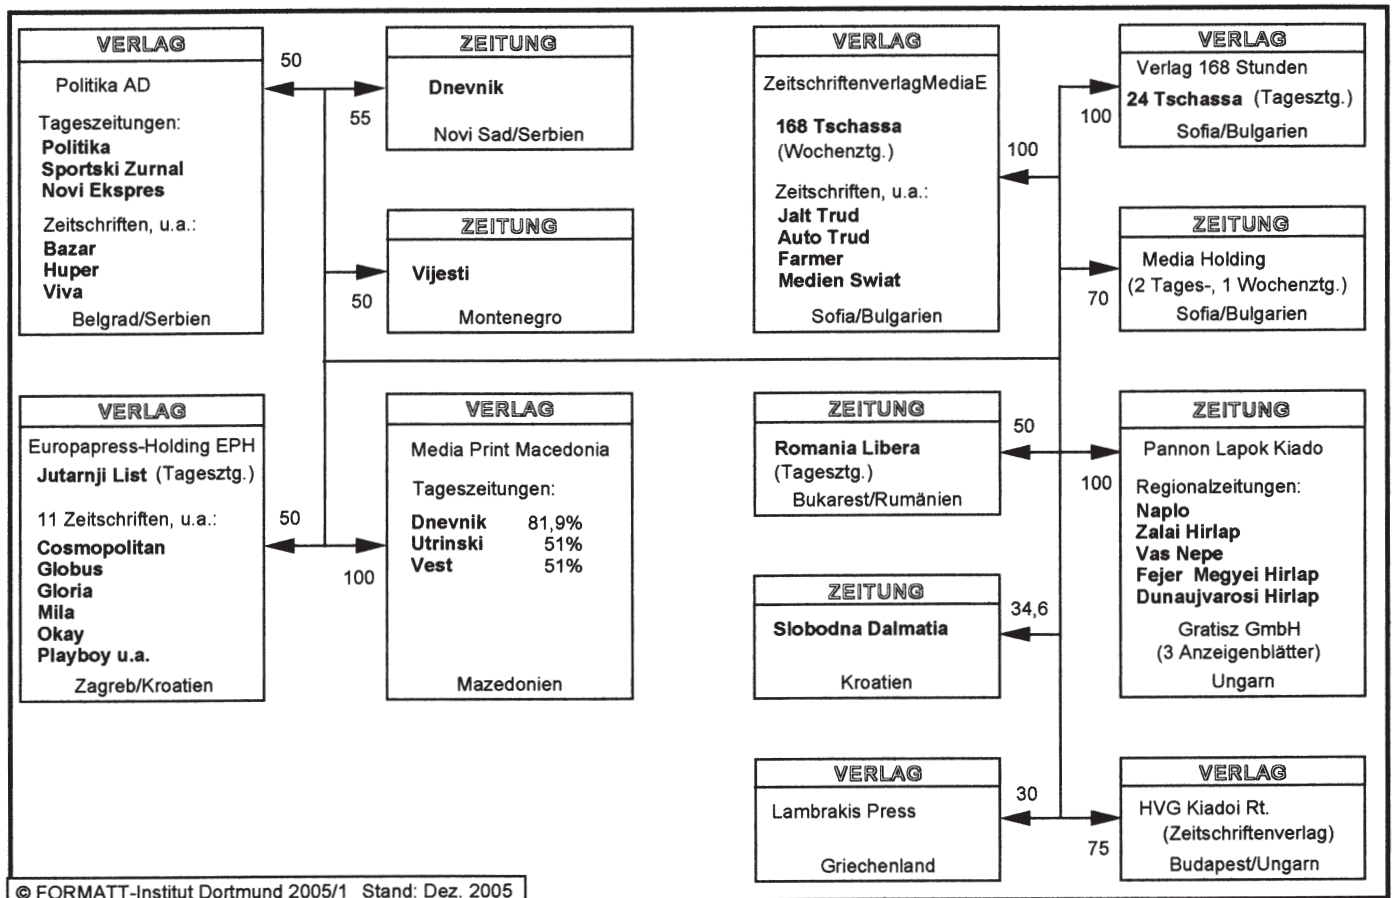 VERLAG
Politika AD
Tageszeitungen:
Politika
Sportski Zurnal
Novi Ekspres
Zeitschriften, u.a.:
Bazar
Huper
Viva
Belgrad/Serbien
50
ZEITUNG
Dnevnik
Novi Sad/Serbien
55
ZEITUNG
Vijesti
Montenegro
50
VERLAG
ZeitschriftenverlagMediaE
168 Tschassa
(Wochenztg.)
Zeitschriften, u.a.:
Jalt Trud
Auto Trud
Farmer
Medien Swiat
Sofia/Bulgarien
100
VERLAG
Verlag 168 Stunden
24 Tschassa (Tagesztg.)
Sofia/Bulgarien
100
ZEITUNG
Media Holding
(2 Tages-, 1 Wochenztg.)
Sofia/Bulgarien
70
VERLAG
Europapress-Holding EPH
Jutarnji List (Tagesztg.)
11 Zeitschriften, u.a.:
Cosmopolitan
Globus
Gloria
Mila
Okay
Playboy u.a.
Zagreb/Kroatien
50
VERLAG
Media Print Macedonia
Tageszeitungen:
Dnevnik 81,9%
Utrinski 51%
Vest 51%
Mazedonien
100
ZEITUNG
Romania Libera
(Tagesztg.)
Bukarest/Rumänien
50
ZEITUNG
Pannon Lapok Kiado
Regionalzeitungen:
Naplo
Zalai Hirlap
Vas Nepe
Fejer Megyei Hirlap
Dunaujvarosi Hirlap
Gratisz GmbH
(3 Anzeigenblätter)
Ungarn
100
ZEITUNG
Slobodna Dalmatia
Kroatien
34,6
VERLAG
Lambrakis Press
Griechenland
30
VERLAG
HVG Kiadoi Rt.
(Zeitschriftenverlag)
Budapest/Ungarn
75
© FORMATT-Institut Dortmund 2005/1 Stand: Dez. 2005